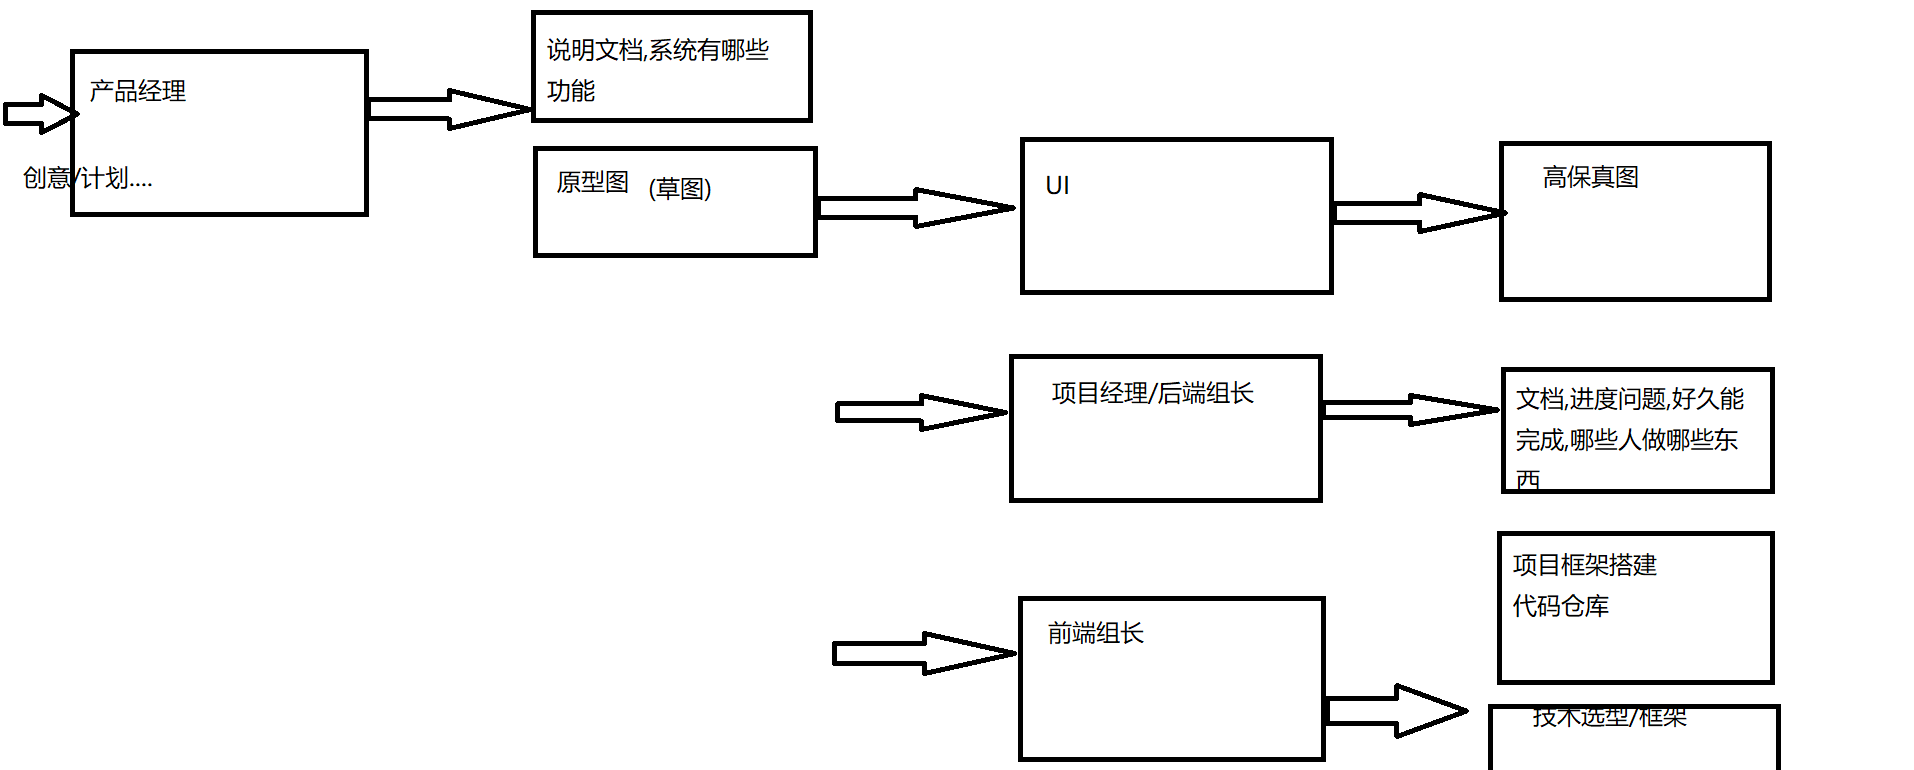 产品经理
创意/计划....
说明文档,系统有哪些
功能
原型图 (草图)
UI
高保真图
项目经理/后端组长
文档,进度问题,好久能
完成,哪些人做哪些东
西
前端组长
项目框架搭建
代码仓库
技术选型/框架